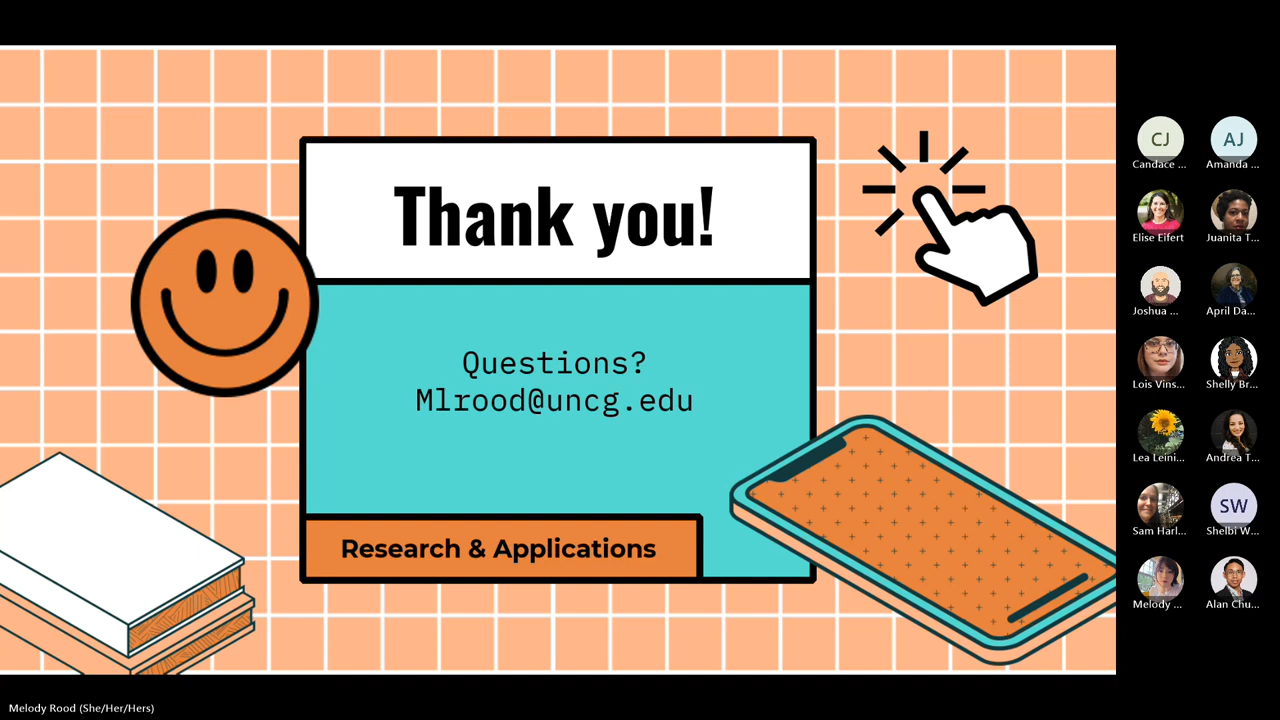 Thank you!
Questions?
Mlrood@uncg.edu
Research & Applications
CJ
AJ
Candace ...
Amanda ...
Elise Eifert
Juanita T...
Joshua ...
April Da...
Lois Vins...
Shelly Br...
Lea Leini...
Andrea T...
SW
Sam Harl...
Shelbi W...
Melody ...
Alan Chu...
Melody Rood (She/Her/Hers)